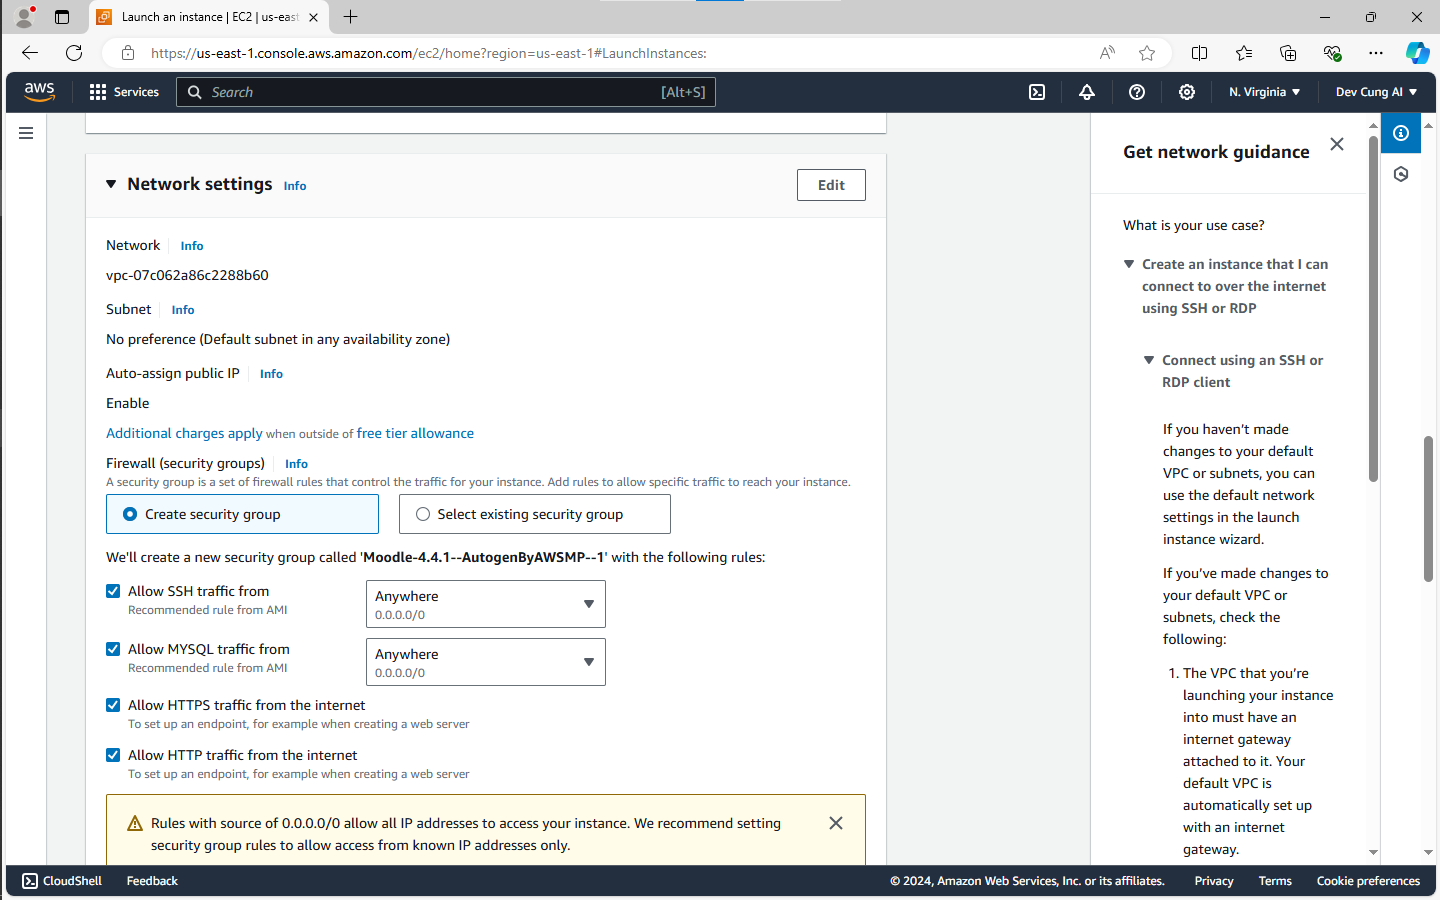 Launch an instance | EC2 | us-east
https://us-east-1.console.aws.amazon.com/ec2/home?region=us-east-1#LaunchInstances:
aws
Services
Search
[Alt+S]
N. Virginia
Dev Cung AI
Network settings
Info
Edit
Network
Info
vpc-07c062a86c2288b60
Subnet
Info
No preference (Default subnet in any availability zone)
Auto-assign public IP
Info
Enable
Additional charges apply when outside of free tier allowance
Firewall (security groups)
Info
A security group is a set of firewall rules that control the traffic for your instance. Add rules to allow specific traffic to reach your instance.
Create security group
Select existing security group
We'll create a new security group called 'Moodle-4.4.1--AutogenByAWSMP--1' with the following rules:
Allow SSH traffic from
Recommended rule from AMI
Anywhere
0.0.0.0/0
Allow MYSQL traffic from
Recommended rule from AMI
Anywhere
0.0.0.0/0
Allow HTTPS traffic from the internet
To set up an endpoint, for example when creating a web server
Allow HTTP traffic from the internet
To set up an endpoint, for example when creating a web server
Rules with source of 0.0.0.0/0 allow all IP addresses to access your instance. We recommend setting
security group rules to allow access from known IP addresses only.
Get network guidance
What is your use case?
Create an instance that I can
connect to over the internet
using SSH or RDP
Connect using an SSH or
RDP client
If you haven't made
changes to your default
VPC or subnets, you can
use the default network
settings in the launch
instance wizard.
If you've made changes to
your default VPC or
subnets, check the
following:
1. The VPC that you're
launching your instance
into must have an
internet gateway
attached to it. Your
default VPC is
automatically set up
with an internet
gateway.
CloudShell
Feedback
© 2024, Amazon Web Services, Inc. or its affiliates.
Privacy
Terms
Cookie preferences